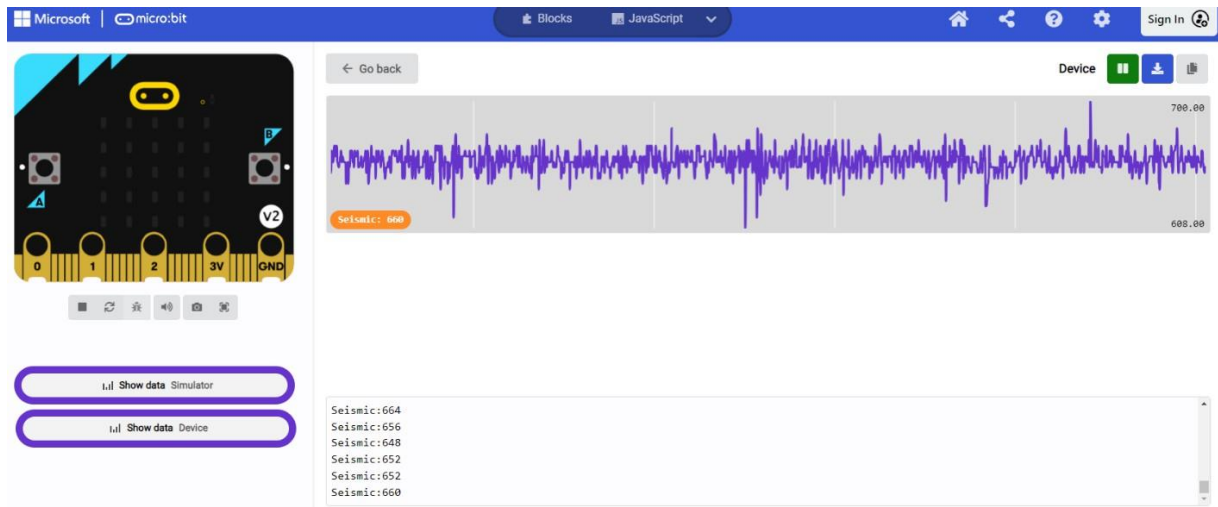 Microsoft micro:bit Blocks JavaScript Sign In
Go back Device
700.00
608.00
Seismic: 660
A
B
V2
0 1 2 3V GND
Show data Simulator
Show data Device
Seismic:664
Seismic:656
Seismic:648
Seismic:652
Seismic:652
Seismic:660